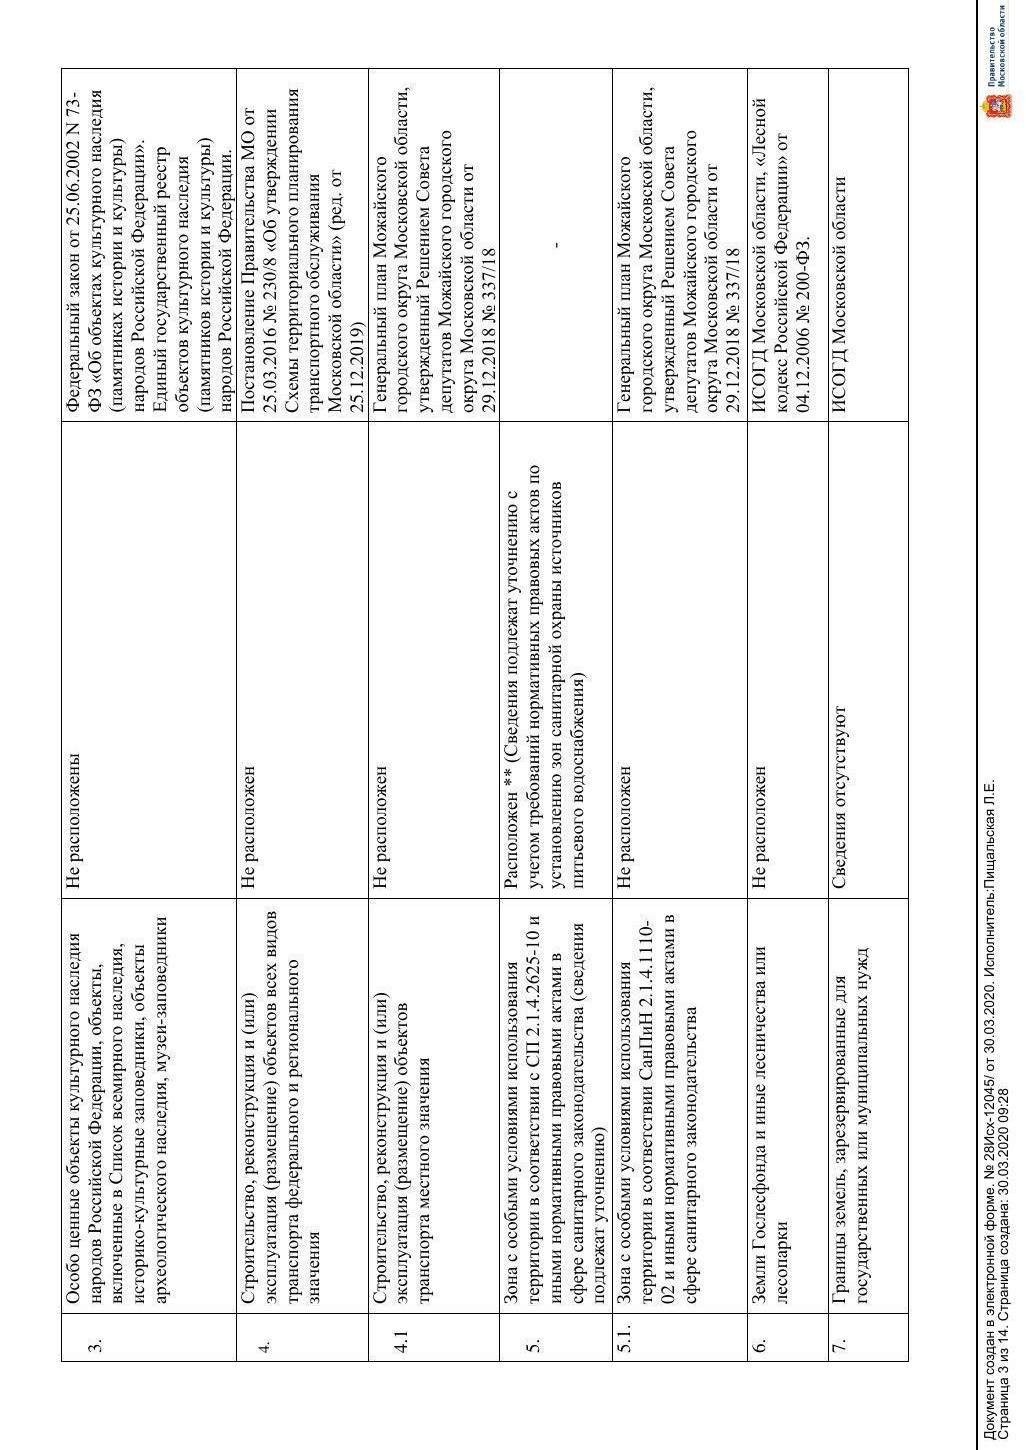 3.
Особо ценные объекты культурного наследия
народов Российской Федерации, объекты,
включенные в Список всемирного наследия,
историко-культурные заповедники, объекты
археологического наследия, музеи-заповедники
Не расположены
Федеральный закон от 25.06.2002 N 73-
ФЗ «Об объектах культурного наследия
(памятниках истории и культуры)
народов Российской Федерации».
Единый государственный реестр
объектов культурного наследия
(памятников истории и культуры)
народов Российской Федерации.
4.
Строительство, реконструкция и (или)
эксплуатация (размещение) объектов всех видов
транспорта федерального и регионального
значения
Не расположен
Постановление Правительства МО от
25.03.2016 № 230/8 «Об утверждении
Схемы территориального планирования
транспортного обслуживания
Московской области» (ред. от
25.12.2019)
4.1
Строительство, реконструкция и (или)
эксплуатация (размещение) объектов
транспорта местного значения
Не расположен
Генеральный план Можайского
городского округа Московской области,
утвержденный Решением Совета
депутатов Можайского городского
округа Московской области от
29.12.2018 № 337/18
5.
Зона с особыми условиями использования
территории в соответствии с СП 2.1.4.2625-10 и
иными нормативными правовыми актами в
сфере санитарного законодательства (сведения
подлежат уточнению)
Расположен ** (Сведения подлежат уточнению с
учетом требований нормативных правовых актов по
установлению зон санитарной охраны источников
питьевого водоснабжения)
-
5.1.
Зона с особыми условиями использования
территории в соответствии СанПиН 2.1.4.1110-
02 и иными нормативными правовыми актами в
сфере санитарного законодательства
Не расположен
Генеральный план Можайского
городского округа Московской области,
утвержденный Решением Совета
депутатов Можайского городского
округа Московской области от
29.12.2018 № 337/18
6.
Земли Гослесфонда и иные лесничества или
лесопарки
Не расположен
ИСОГД Московской области, «Лесной
кодекс Российской Федерации» от
04.12.2006 № 200-ФЗ.
7.
Границы земель, зарезервированные для
государственных или муниципальных нужд
Сведения отсутствуют
ИСОГД Московской области
Документ создан в электронной форме. № 28Исх-12045/ от 30.03.2020. Исполнитель:Пищальская Л.Е.
Страница 3 из 14. Страница создана: 30.03.2020 09:28
Правительство
Московской области